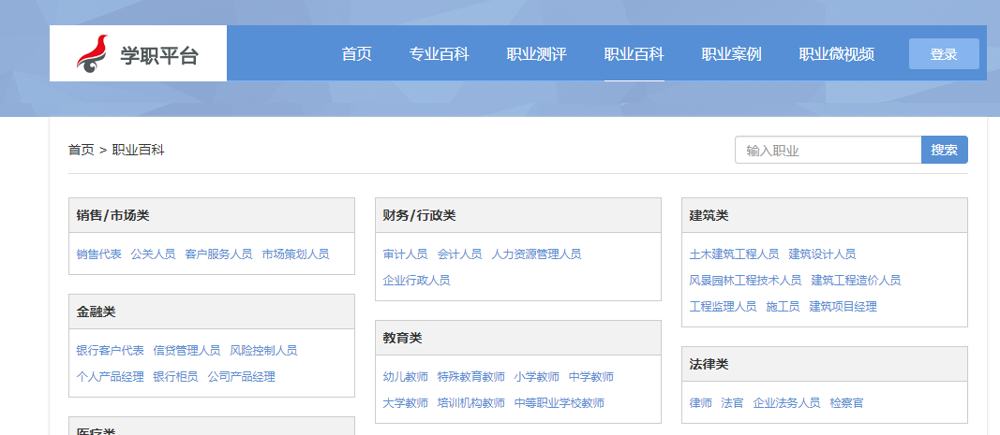 学职平台
首页 专业百科 职业测评 职业百科 职业案例 职业微视频 登录
首页 > 职业百科
输入职业 搜索
销售/市场类
销售代表 公关人员 客户服务人员 市场策划人员
金融类
银行客户代表 信贷管理人员 风险控制人员
个人产品经理 银行柜员 公司产品经理
医疗类
财务/行政类
审计人员 会计人员 人力资源管理人员
企业行政人员
教育类
幼儿教师 特殊教育教师 小学教师 中学教师
大学教师 培训机构教师 中等职业学校教师
建筑类
土木建筑工程人员 建筑设计人员
风景园林工程技术人员 建筑工程造价人员
工程监理人员 施工员 建筑项目经理
法律类
律师 法官 企业法务人员 检察官